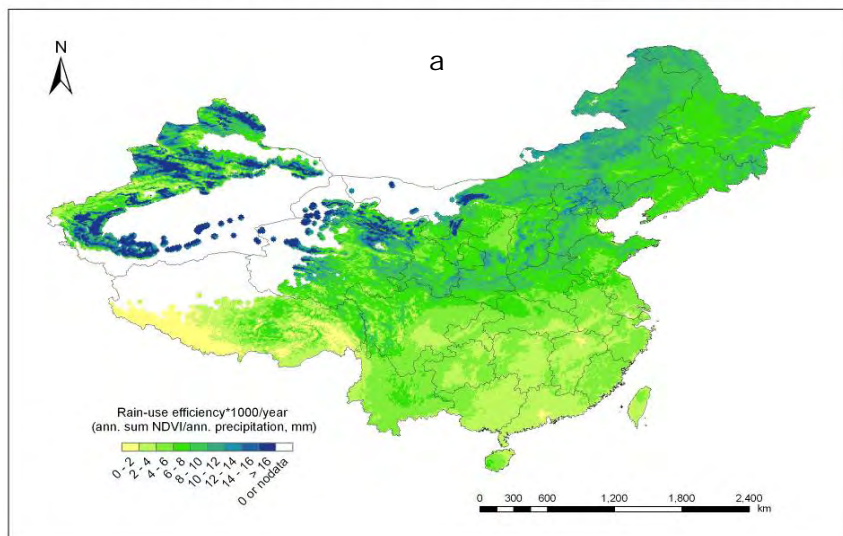 a
N
Rain-use efficiency*1000/year
(ann. sum NDVI/ann. precipitation, mm)
0 - 2
2 - 4
4 - 6
6 - 8
8 - 10
10 - 12
12 - 14
14 - 16
> 16
0 or nodata
0 300 600 1,200 1,800 2,400
km